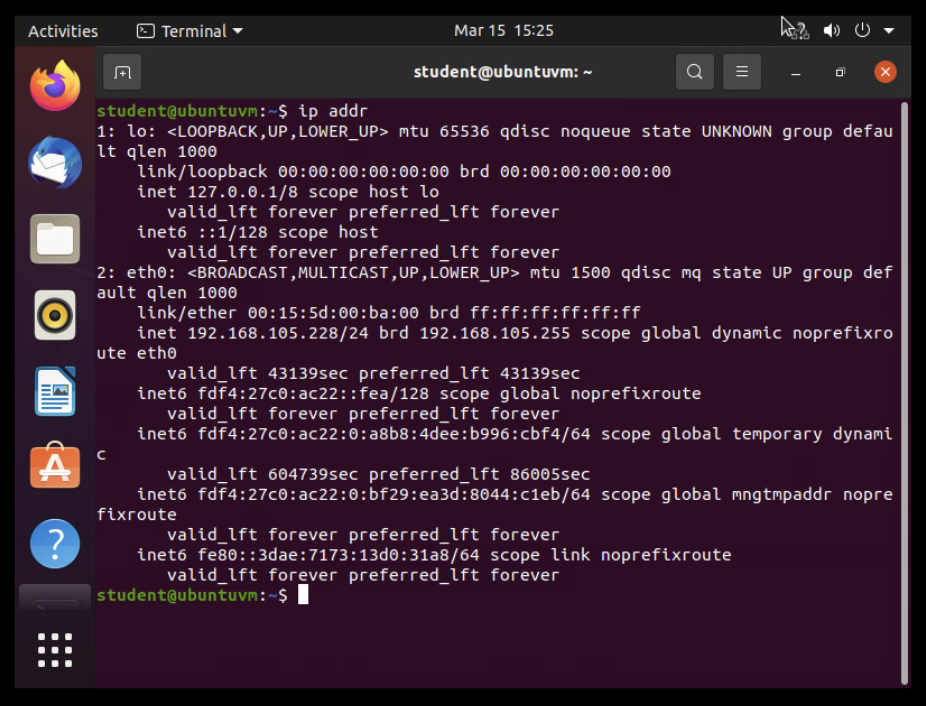 Activities
Terminal
Mar 15 15:25
student@ubuntuvm: ~
student@ubuntuvm:~$ ip addr
1: lo: <LOOPBACK,UP,LOWER_UP> mtu 65536 qdisc noqueue state UNKNOWN group defau
lt qlen 1000
    link/loopback 00:00:00:00:00:00 brd 00:00:00:00:00:00
    inet 127.0.0.1/8 scope host lo
       valid_lft forever preferred_lft forever
    inet6 ::1/128 scope host
       valid_lft forever preferred_lft forever
2: eth0: <BROADCAST,MULTICAST,UP,LOWER_UP> mtu 1500 qdisc mq state UP group def
ault qlen 1000
    link/ether 00:15:5d:00:ba:00 brd ff:ff:ff:ff:ff:ff
    inet 192.168.105.228/24 brd 192.168.105.255 scope global dynamic noprefixro
ute eth0
       valid_lft 43139sec preferred_lft 43139sec
    inet6 fdf4:27c0:ac22::fea/128 scope global noprefixroute
       valid_lft forever preferred_lft forever
    inet6 fdf4:27c0:ac22:0:a8b8:4dee:b996:cbf4/64 scope global temporary dynami
c
       valid_lft 604739sec preferred_lft 86005sec
    inet6 fdf4:27c0:ac22:0:bf29:ea3d:8044:c1eb/64 scope global mngtmpaddr nopre
fixroute
       valid_lft forever preferred_lft forever
    inet6 fe80::3dae:7173:13d0:31a8/64 scope link noprefixroute
       valid_lft forever preferred_lft forever
student@ubuntuvm:~$